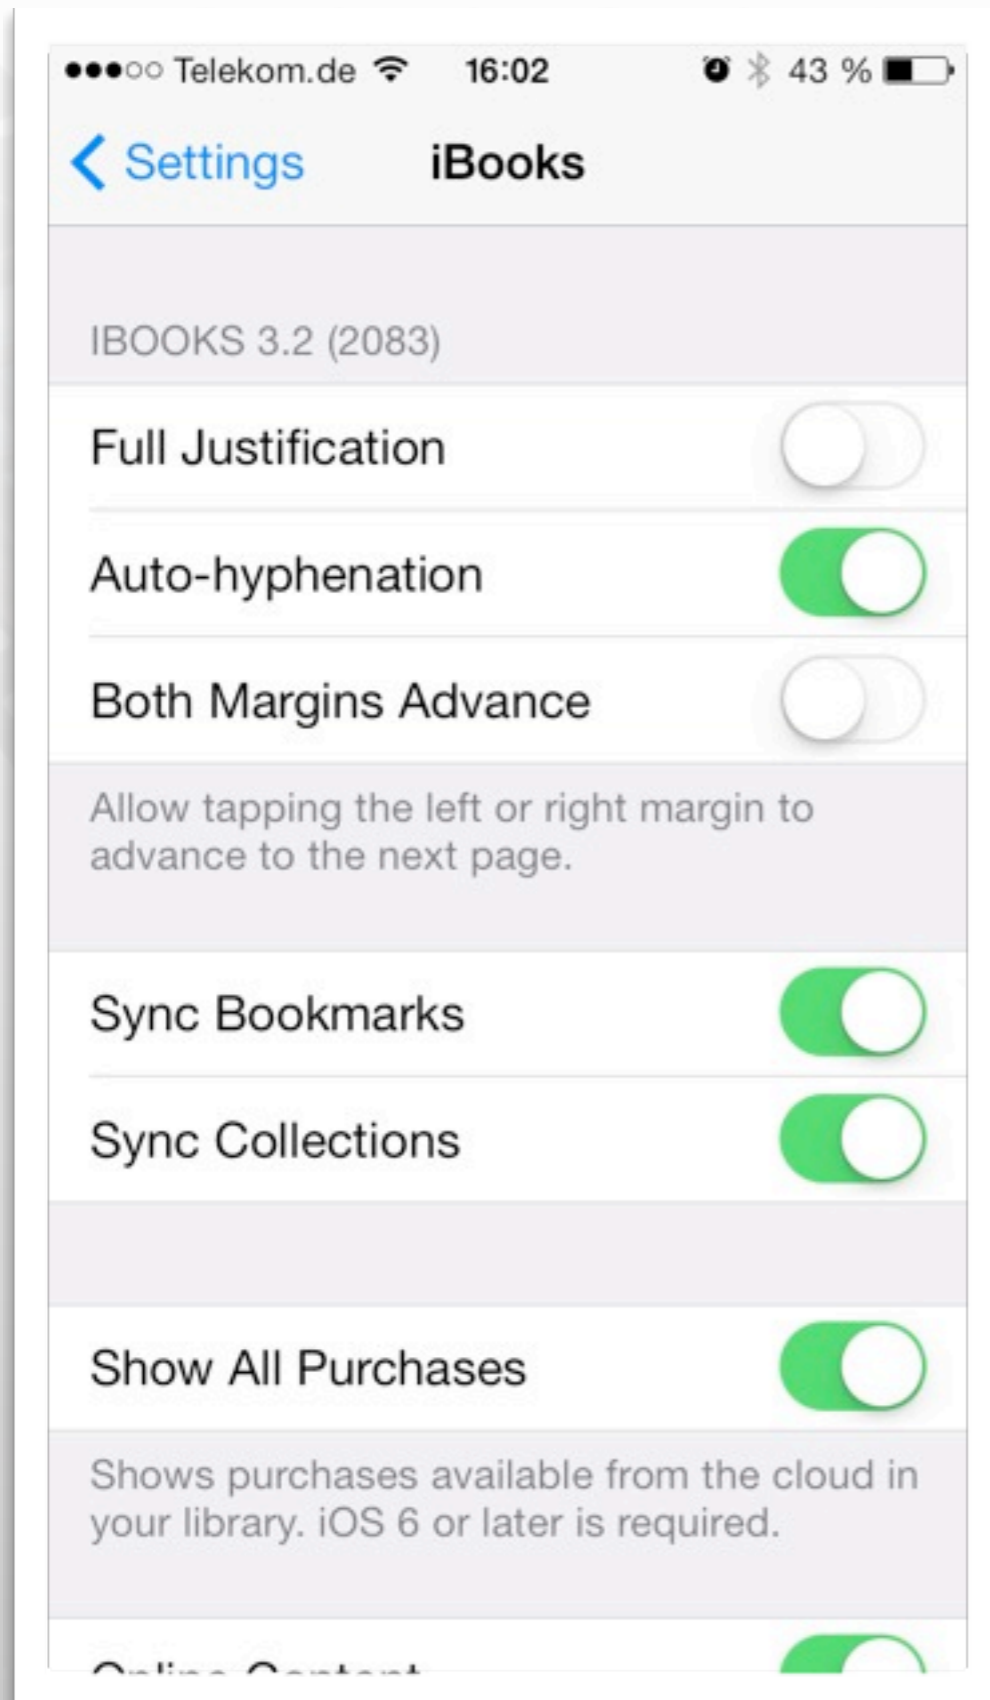 Telekom.de 16:02 43 %
Settings iBooks
IBOOKS 3.2 (2083)
Full Justification
Auto-hyphenation
Both Margins Advance
Allow tapping the left or right margin to
advance to the next page.
Sync Bookmarks
Sync Collections
Show All Purchases
Shows purchases available from the cloud in
your library. iOS 6 or later is required.
Online Content